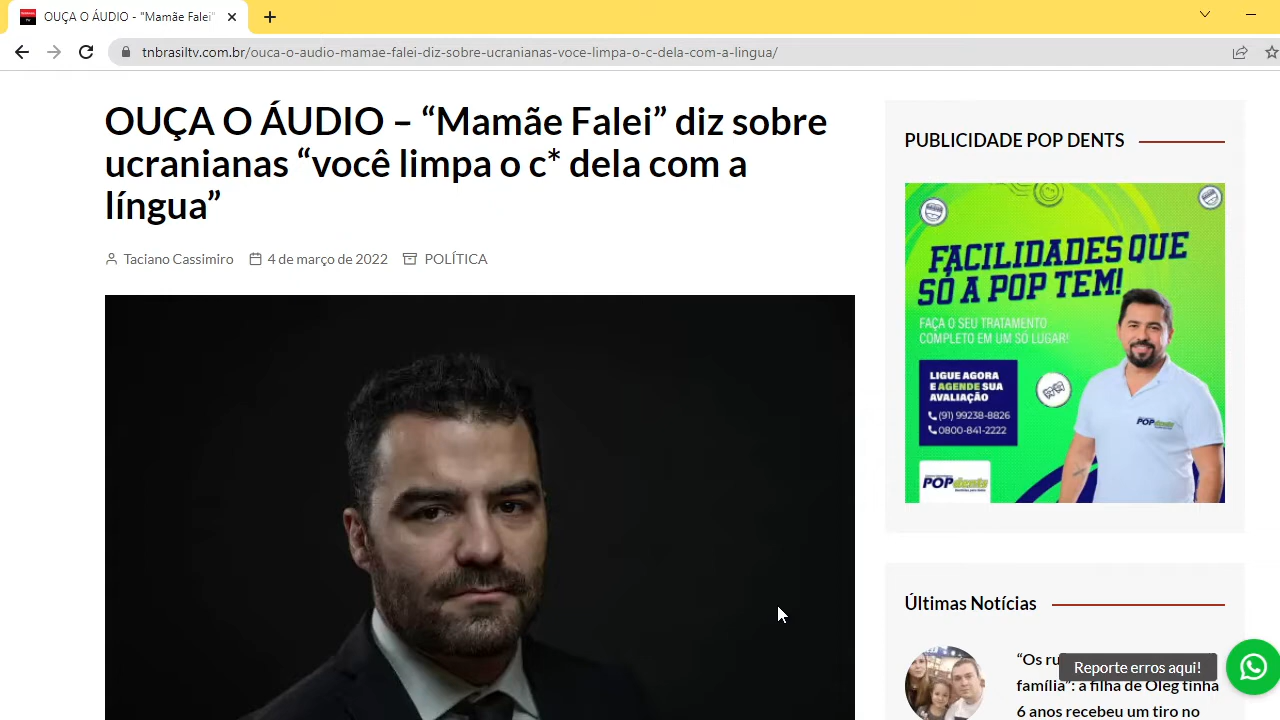 OUÇA O ÁUDIO - "Mamãe Falei"
tnbrasiltv.com.br/ouca-o-audio-mamae-falei-diz-sobre-ucranianas-voce-limpa-o-c-dela-com-a-lingua/
OUÇA O ÁUDIO – “Mamãe Falei” diz sobre
ucranianas “você limpa o c* dela com a
língua”
Taciano Cassimiro 4 de março de 2022 POLÍTICA
PUBLICIDADE POP DENTS
FACILIDADES QUE
SÓ A POP TEM!
FAÇA O SEU TRATAMENTO
COMPLETO EM UM SÓ LUGAR!
LIGUE AGORA
E AGENDE SUA
AVALIAÇÃO
(91) 99238-8826
0800-841-2222
POPdents
POPdents
Últimas Notícias
“Os ru
Reporte erros aqui!
família”: a filha de Oleg tinha
6 anos recebeu um tiro no